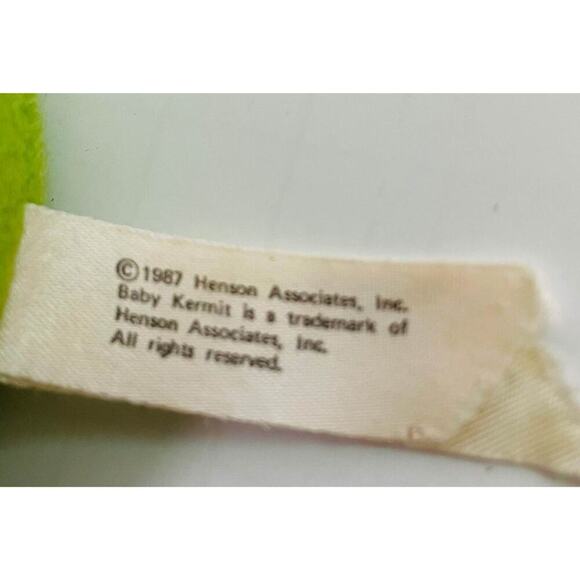 ©1987 Henson Associates, Inc.
Baby Kermit is a trademark of
Henson Associates, Inc.
All rights reserved.